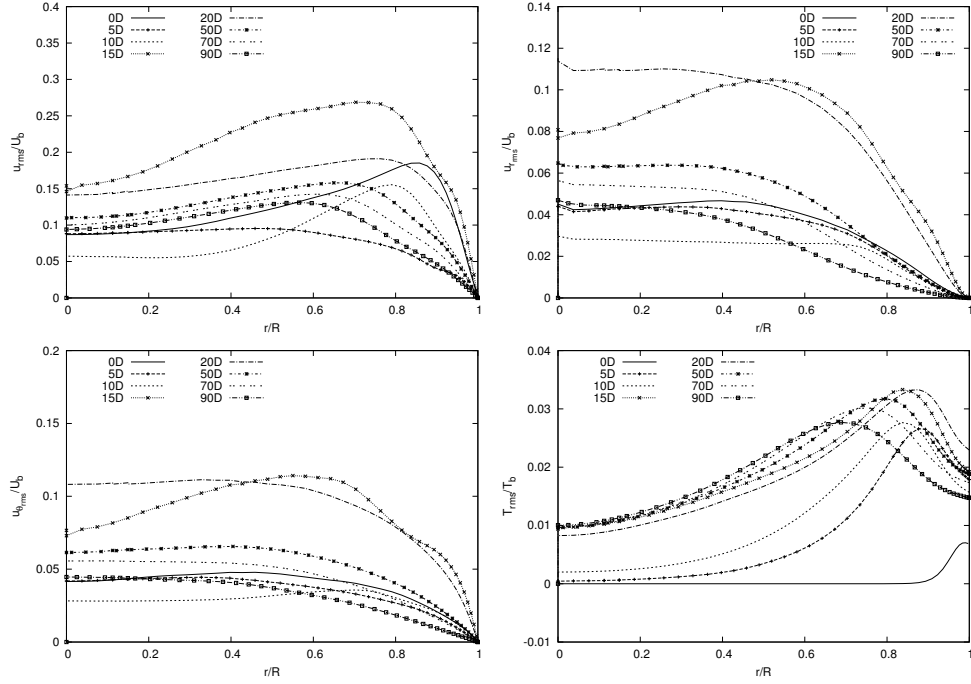 0.4
0.35
0.3
0.25
0.2
0.15
0.1
0.05
0
0 0.2 0.4 0.6 0.8 1
u_rms/U_b
r/R
0D 20D
5D 50D
10D 70D
15D 90D
0.14
0.12
0.1
0.08
0.06
0.04
0.02
0
0 0.2 0.4 0.6 0.8 1
u_r_rms/U_b
r/R
0D 20D
5D 50D
10D 70D
15D 90D
0.2
0.15
0.1
0.05
0
0 0.2 0.4 0.6 0.8 1
u_θ_rms/U_b
r/R
0D 20D
5D 50D
10D 70D
15D 90D
0.04
0.03
0.02
0.01
0
-0.01
0 0.2 0.4 0.6 0.8 1
T_rms/T_b
r/R
0D 20D
5D 50D
10D 70D
15D 90D